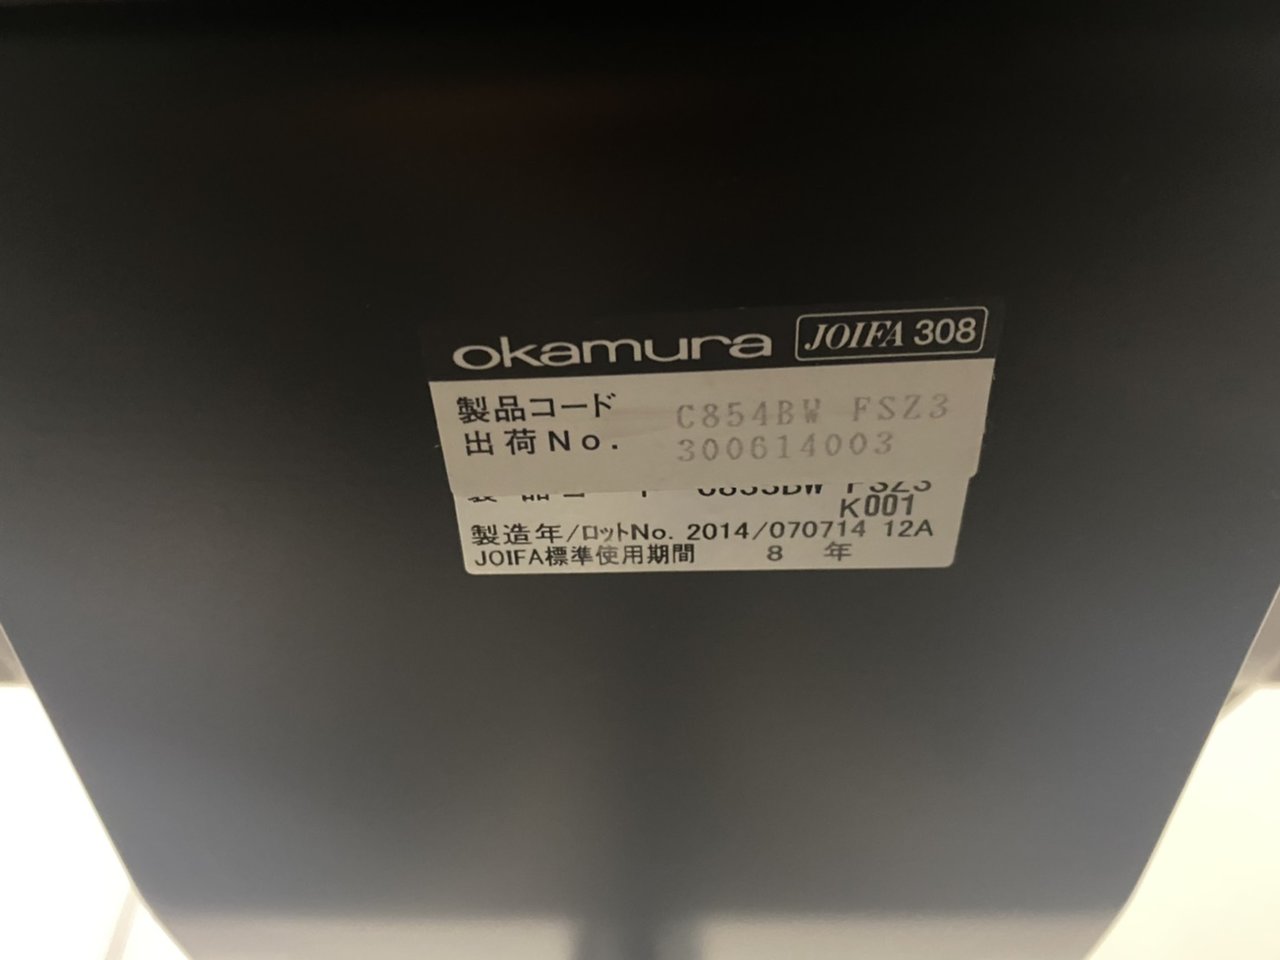 okamura JOIFA 308
製品コード C854BW FSZ3
出荷No. 300614003
K001
製造年/ロットNo. 2014/070714 12A
JOIFA標準使用期間 8 年